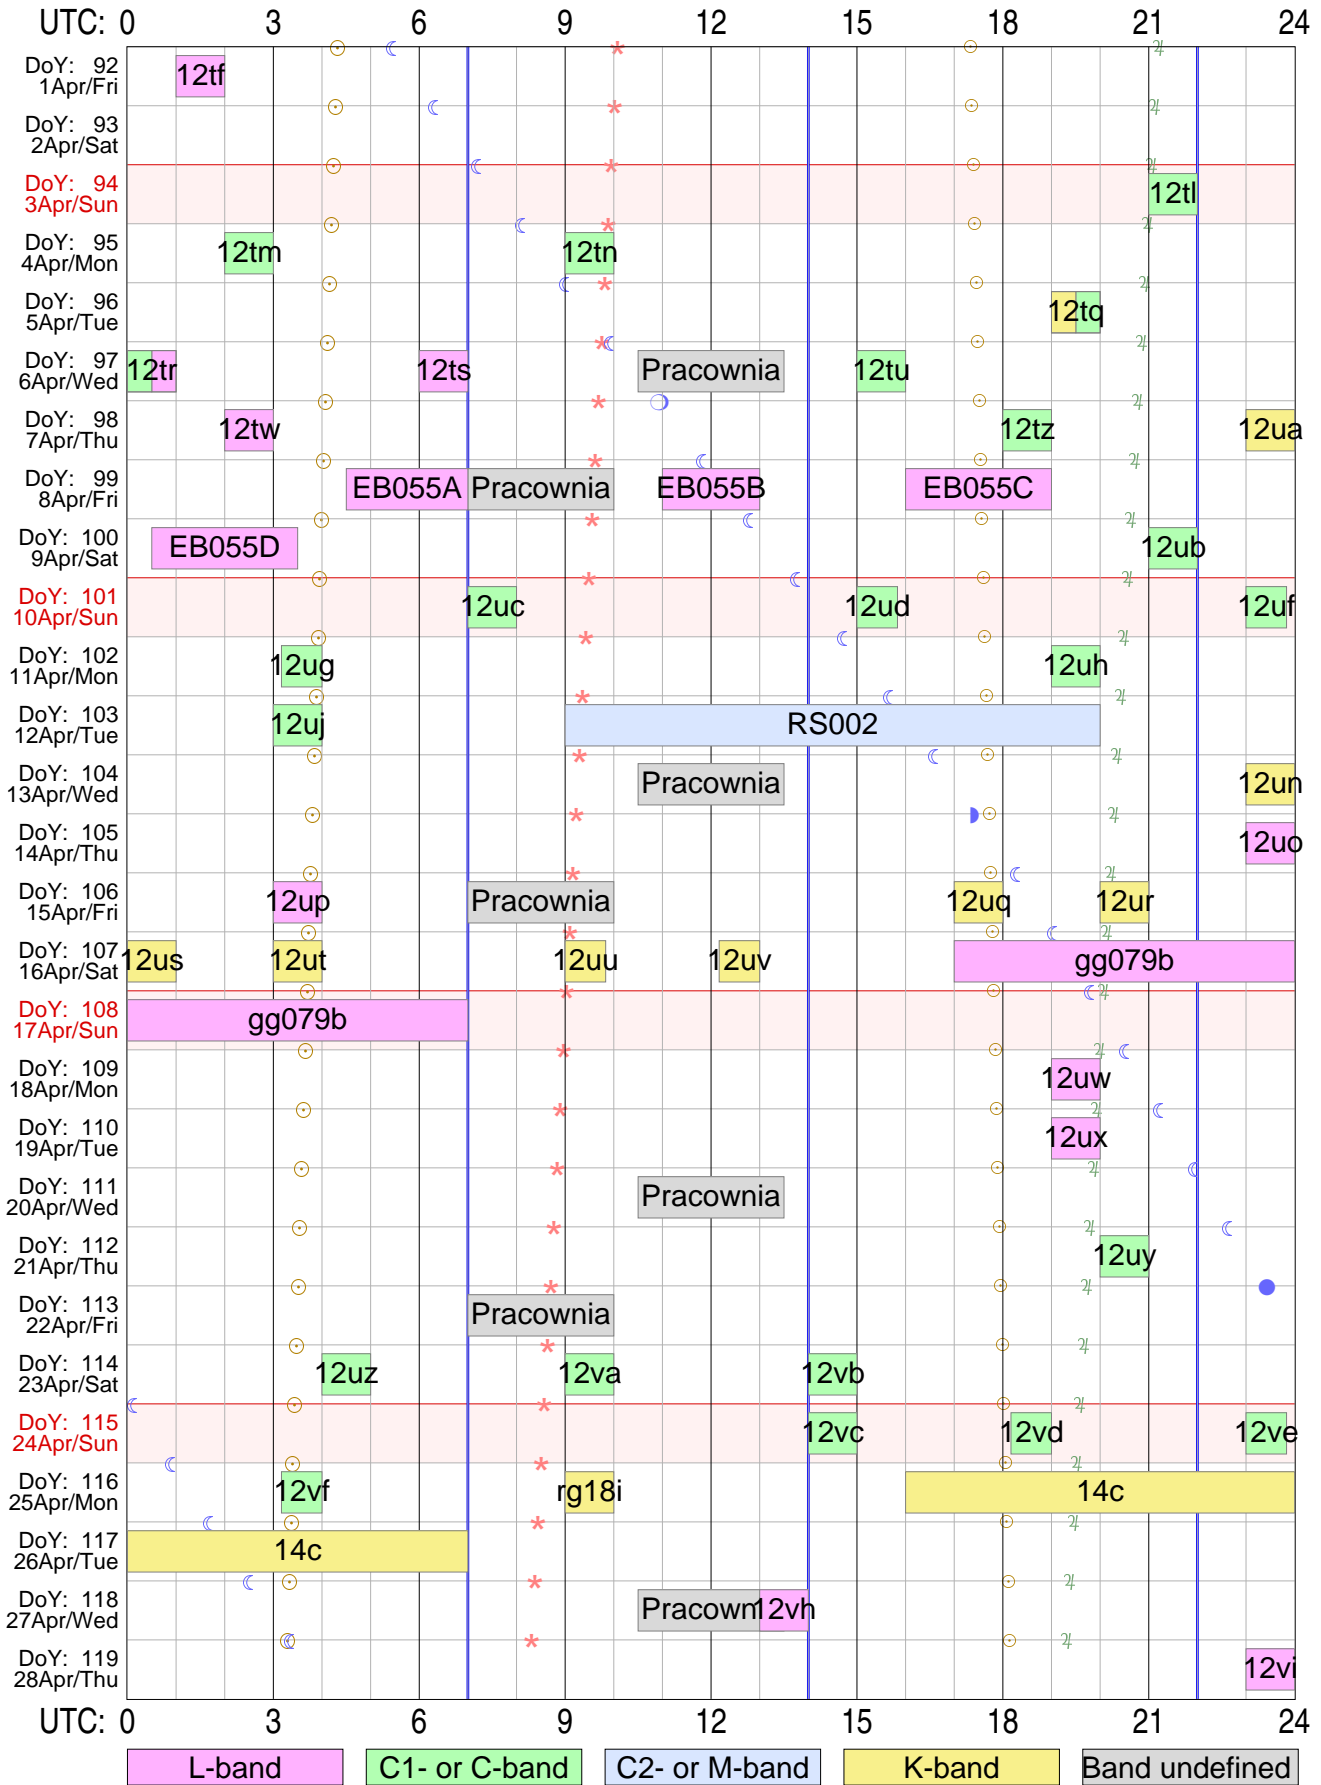 UTC: 0 3 6 9 12 15 18 21 24
DoY: 92
1Apr/Fri
12tf
DoY: 93
2Apr/Sat
DoY: 94
3Apr/Sun
12tl
DoY: 95
4Apr/Mon
12tm 12tn
DoY: 96
5Apr/Tue
12tq
DoY: 97
6Apr/Wed
12tr 12ts Pracownia 12tu
DoY: 98
7Apr/Thu
12tw 12tz 12ua
DoY: 99
8Apr/Fri
EB055A Pracownia EB055B EB055C
DoY: 100
9Apr/Sat
EB055D 12ub
DoY: 101
10Apr/Sun
12uc 12ud 12uf
DoY: 102
11Apr/Mon
12ug 12uh
DoY: 103
12Apr/Tue
12uj RS002
DoY: 104
13Apr/Wed
Pracownia 12un
DoY: 105
14Apr/Thu
12uo
DoY: 106
15Apr/Fri
12up Pracownia 12uq 12ur
DoY: 107
16Apr/Sat
12us 12ut 12uu 12uv gg079b
DoY: 108
17Apr/Sun
gg079b
DoY: 109
18Apr/Mon
12uw
DoY: 110
19Apr/Tue
12ux
DoY: 111
20Apr/Wed
Pracownia
DoY: 112
21Apr/Thu
12uy
DoY: 113
22Apr/Fri
Pracownia
DoY: 114
23Apr/Sat
12uz 12va 12vb
DoY: 115
24Apr/Sun
12vc 12vd 12ve
DoY: 116
25Apr/Mon
12vf rg18i 14c
DoY: 117
26Apr/Tue
14c
DoY: 118
27Apr/Wed
Pracown 12vh
DoY: 119
28Apr/Thu
12vi
UTC: 0 3 6 9 12 15 18 21 24
L-band C1- or C-band C2- or M-band K-band Band undefined